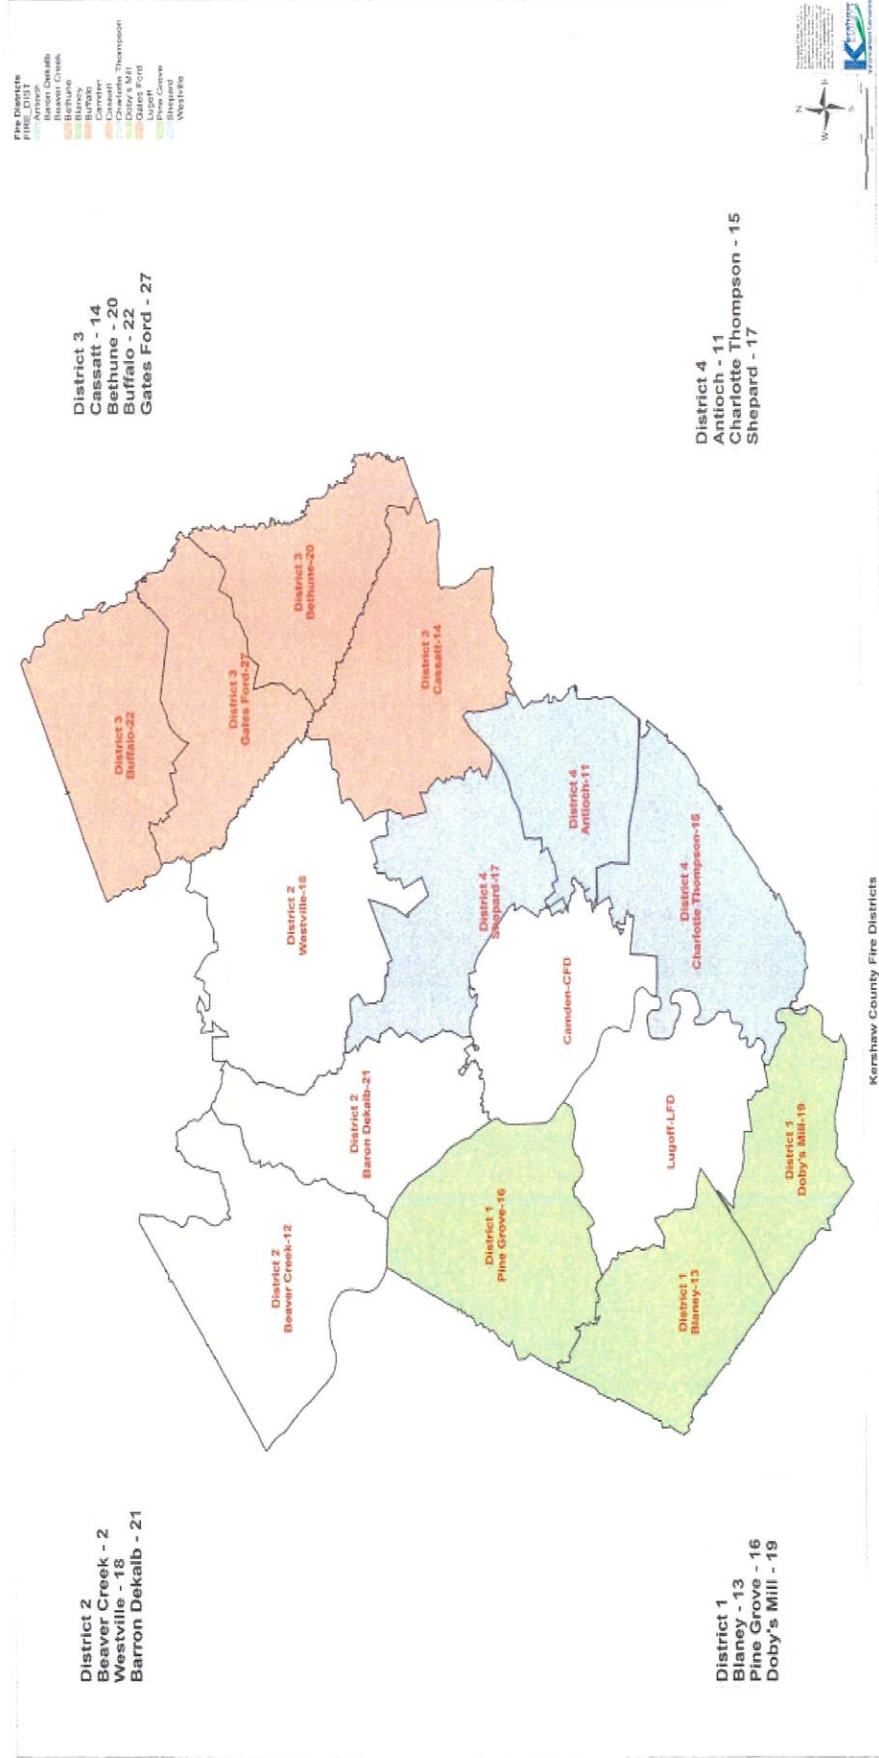 District 2
Beaver Creek - 2
Westville - 18
Barron Dekalb - 21
District 3
Cassatt - 14
Bethune - 20
Buffalo - 22
Gates Ford - 27
Fire Districts
FIRE_DIST
Antioch
Baron Dekalb
Beaver Creek
Bethune
Blaney
Buffalo
Camden
Cassatt
Charlotte Thompson
Doby's Mill
Gates Ford
Lugoff
Pine Grove
Shepard
Westville
District 3
Buffalo-22
District 3
Gates Ford-27
District 3
Bethune-20
District 3
Cassatt-14
District 2
Westville-18
District 2
Beaver Creek-12
District 2
Baron Dekalb-21
District 4
Shepard-17
District 4
Antioch-11
Camden-CFD
District 1
Pine Grove-16
Lugoff-LFD
District 4
Charlotte Thompson-15
District 1
Blaney-13
District 1
Doby's Mill-19
District 1
Blaney - 13
Pine Grove - 16
Doby's Mill - 19
District 4
Antioch - 11
Charlotte Thompson - 15
Shepard - 17
N
W
E
S
Kershaw
Kershaw County Fire Districts